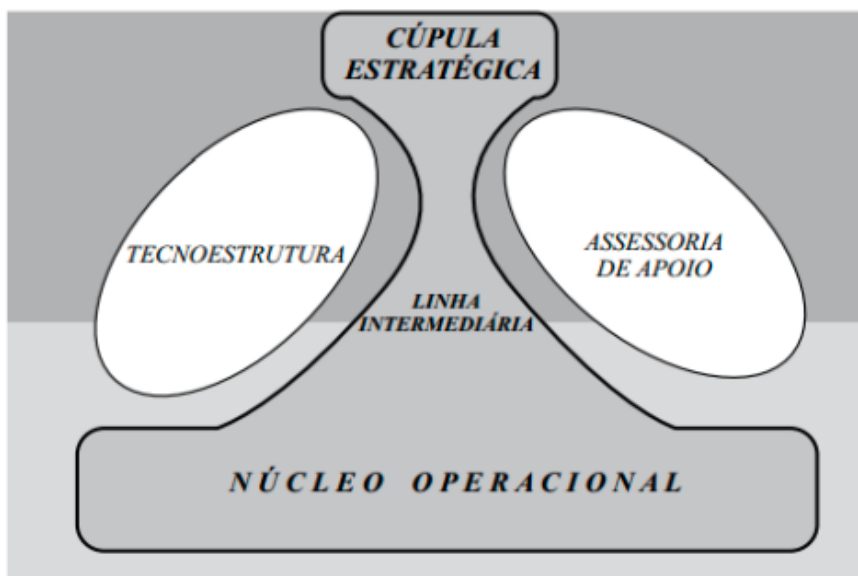 CÚPULA
ESTRATÉGICA
TECNOESTRUTURA
ASSESSORIA
DE APOIO
LINHA
INTERMEDIÁRIA
NÚCLEO OPERACIONAL